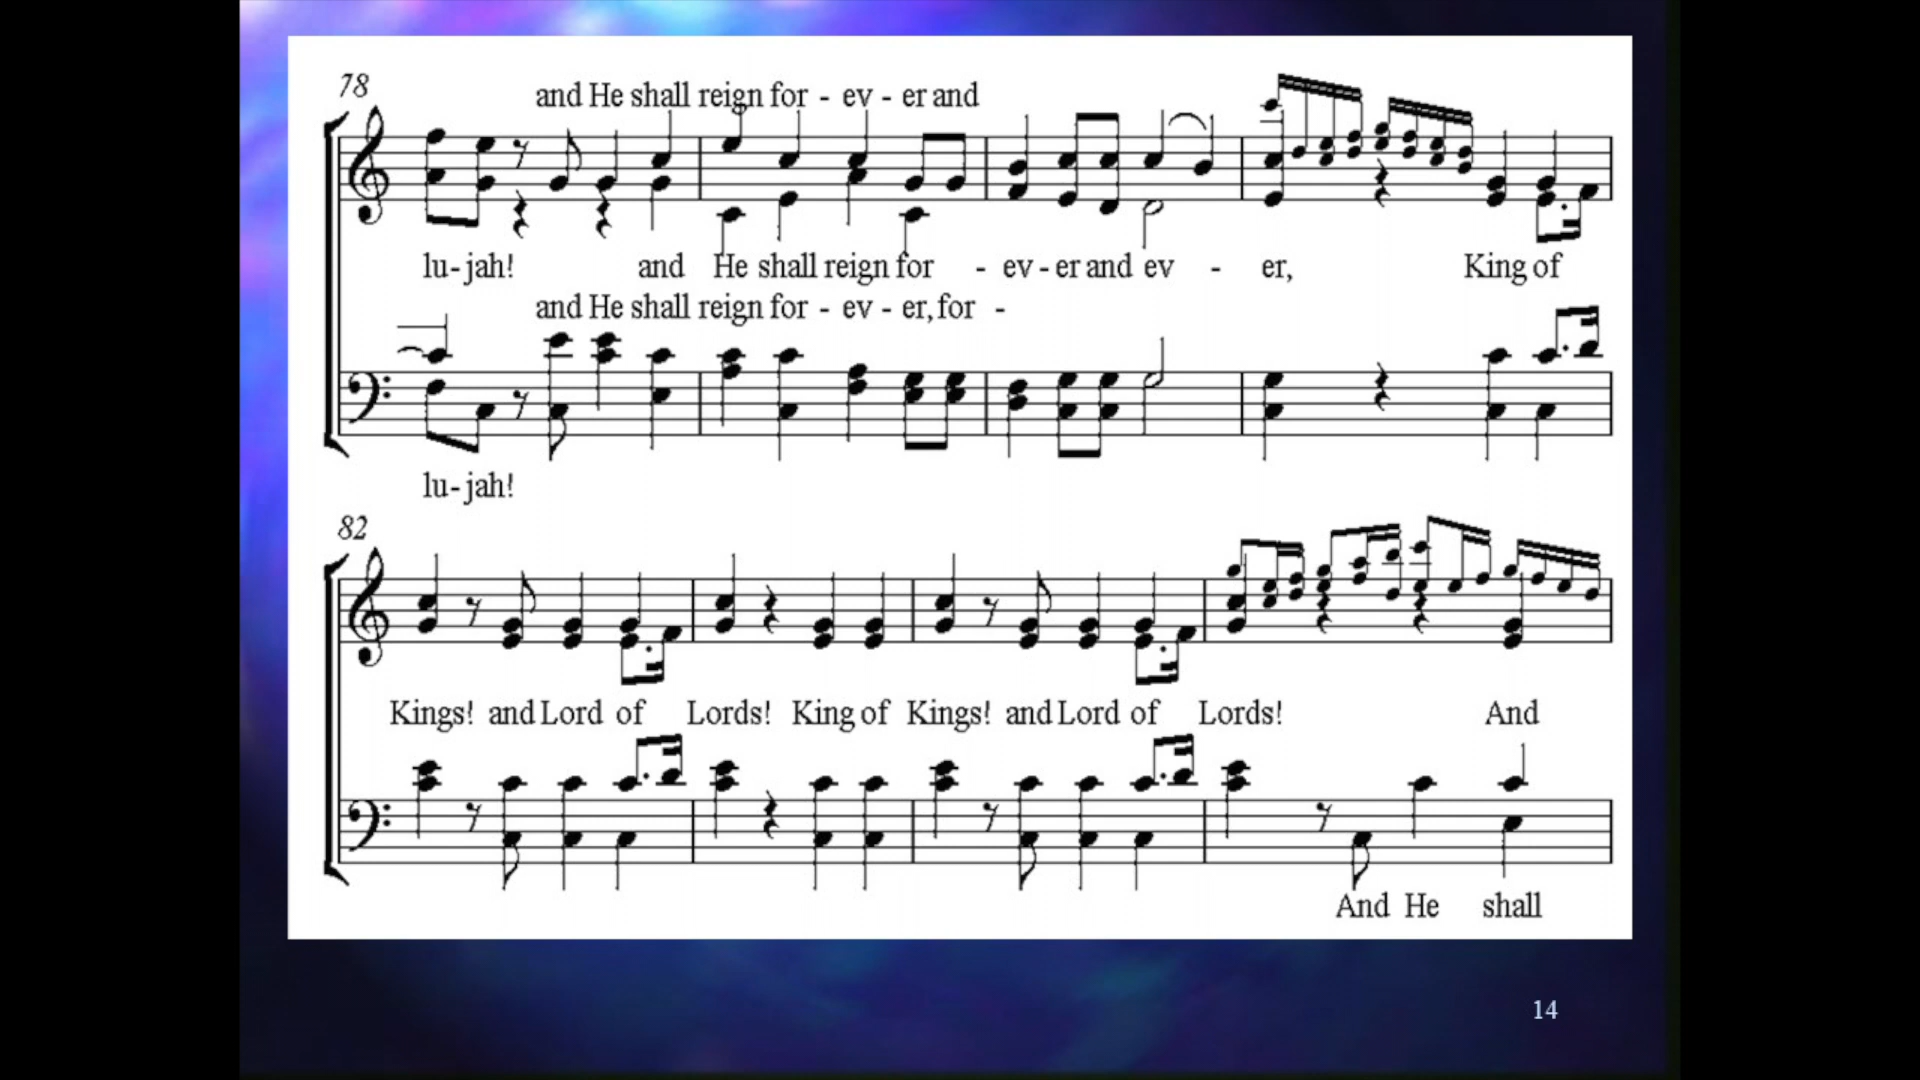 78
and He shall reign for - ev - er and
lu- jah! and He shall reign for - ev - er and ev - er, King of
and He shall reign for - ev - er, for -
lu- jah!
82
Kings! and Lord of Lords! King of Kings! and Lord of Lords! And
And He shall
14